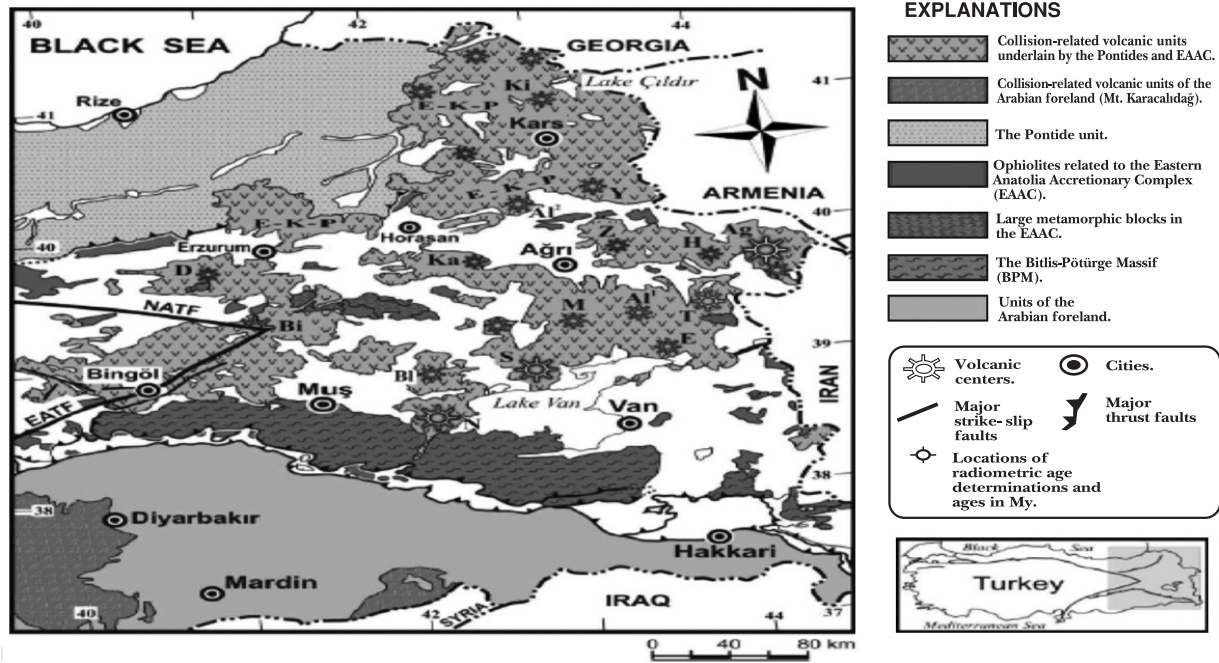 40
42
44
BLACK SEA
GEORGIA
Lake Çıldır
41
Rize
41
E-K-P
Ki
Kars
N
ARMENIA
E K P
Y
Al²
40
E-K-P
Horasan
40
Erzurum
Ağrı
Z
H
Ag
Ka
D
NATF
M
Al
T
Bi
E
39
S
Bl
Bingöl
Muş
Lake Van
Van
IRAN
EATF
N
38
38
Diyarbakır
Hakkari
Mardin
IRAQ
SYRIA
40
42
44
37
0 40 80 km
EXPLANATIONS
Collision-related volcanic units
underlain by the Pontides and EAAC.
Collision-related volcanic units of the
Arabian foreland (Mt. Karacalıdağ).
The Pontide unit.
Ophiolites related to the Eastern
Anatolia Accretionary Complex
(EAAC).
Large metamorphic blocks in
the EAAC.
The Bitlis-Pötürge Massif
(BPM).
Units of the
Arabian foreland.
Volcanic
centers.
Cities.
Major
strike-slip
faults
Major
thrust faults
Locations of
radiometric age
determinations and
ages in My.
Black Sea
Turkey
Mediterranean Sea